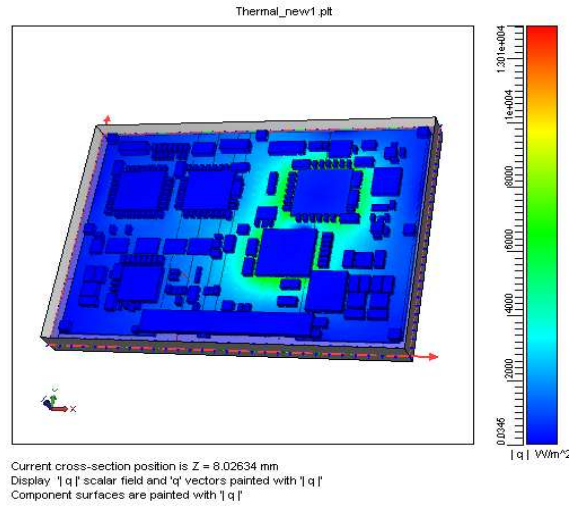 Thermal_new1.plt
1.301e+004
1e+004
8000
6000
4000
2000
0.0345
| q | W/m^2
X
Current cross-section position is Z = 8.02634 mm
Display '| q |' scalar field and 'q' vectors painted with '| q |'
Component surfaces are painted with '| q |'